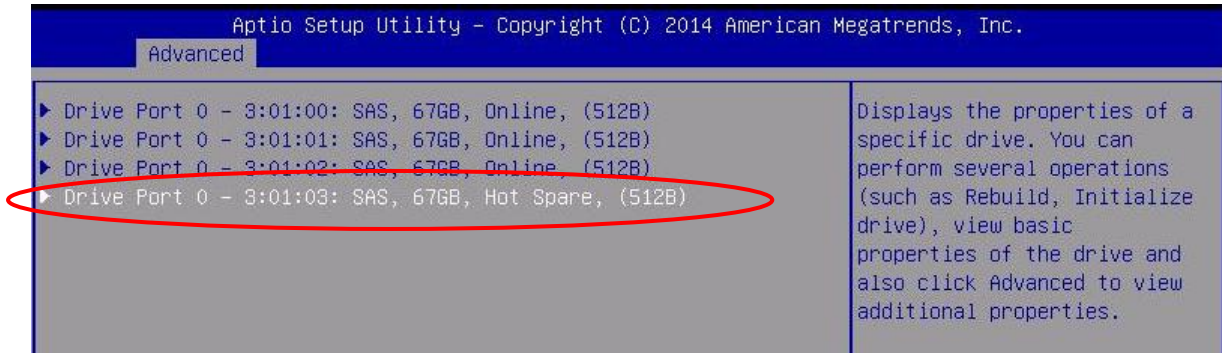 Aptio Setup Utility – Copyright (C) 2014 American Megatrends, Inc.
Advanced
Drive Port 0 – 3:01:00: SAS, 67GB, Online, (512B)
Drive Port 0 – 3:01:01: SAS, 67GB, Online, (512B)
Drive Port 0 – 3:01:02: SAS, 67GB, Online, (512B)
Drive Port 0 – 3:01:03: SAS, 67GB, Hot Spare, (512B)
Displays the properties of a
specific drive. You can
perform several operations
(such as Rebuild, Initialize
drive), view basic
properties of the drive and
also click Advanced to view
additional properties.